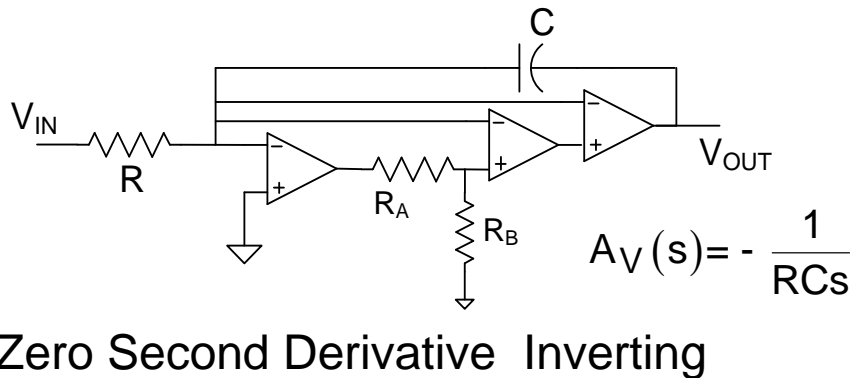 C
V_IN
R
−
+
R_A
−
+
R_B
−
+
V_OUT
A_V (s)= - 1/RCs
Zero Second Derivative Inverting